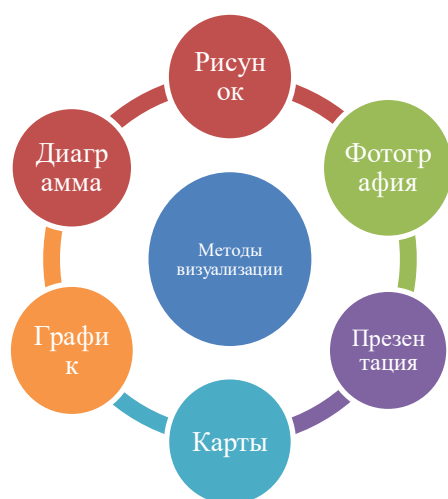 Рисун
ок
Фотогр
афия
Презен
тация
Карты
Графи
к
Диагр
амма
Методы
визуализации